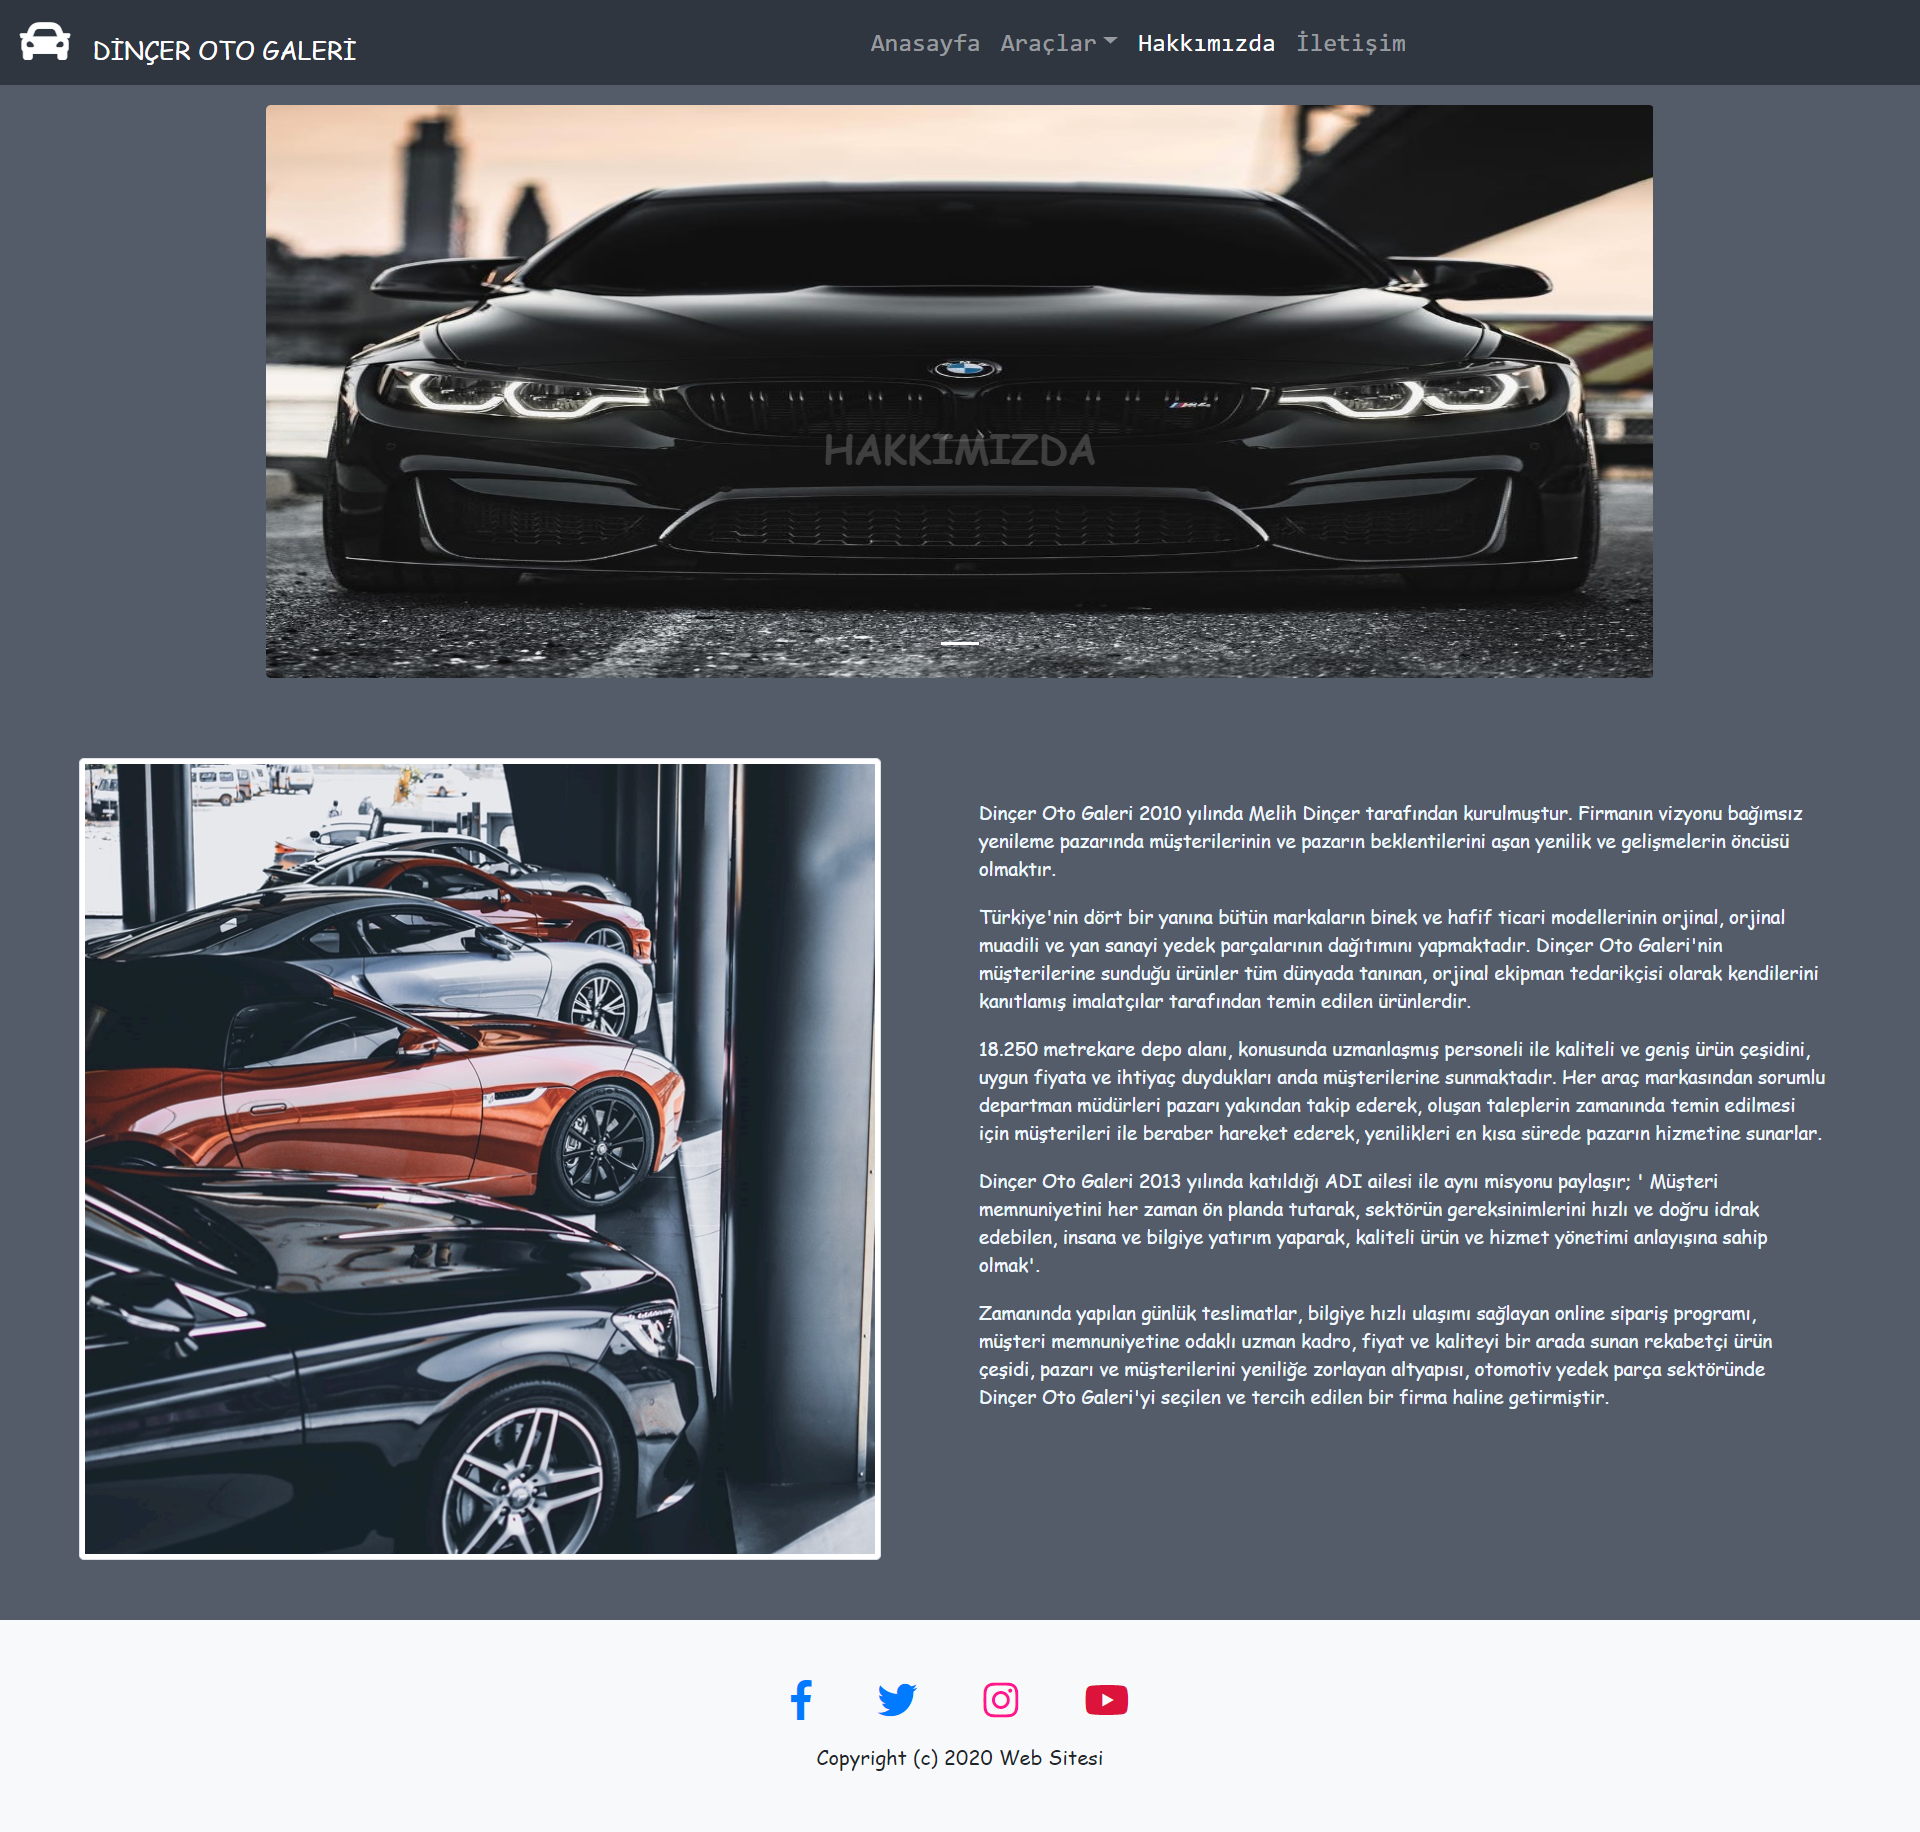 DİNÇER OTO GALERİ
Anasayfa Araçlar Hakkımızda İletişim
HAKKIMIZDA
Dinçer Oto Galeri 2010 yılında Melih Dinçer tarafından kurulmuştur. Firmanın vizyonu bağımsız
yenileme pazarında müşterilerinin ve pazarın beklentilerini aşan yenilik ve gelişmelerin öncüsü
olmaktır.
Türkiye'nin dört bir yanına bütün markaların binek ve hafif ticari modellerinin orjinal, orjinal
muadili ve yan sanayi yedek parçalarının dağıtımını yapmaktadır. Dinçer Oto Galeri'nin
müşterilerine sunduğu ürünler tüm dünyada tanınan, orjinal ekipman tedarikçisi olarak kendilerini
kanıtlamış imalatçılar tarafından temin edilen ürünlerdir.
18.250 metrekare depo alanı, konusunda uzmanlaşmış personeli ile kaliteli ve geniş ürün çeşidini,
uygun fiyata ve ihtiyaç duydukları anda müşterilerine sunmaktadır. Her araç markasından sorumlu
departman müdürleri pazarı yakından takip ederek, oluşan taleplerin zamanında temin edilmesi
için müşterileri ile beraber hareket ederek, yenilikleri en kısa sürede pazarın hizmetine sunarlar.
Dinçer Oto Galeri 2013 yılında katıldığı ADI ailesi ile aynı misyonu paylaşır; ' Müşteri
memnuniyetini her zaman ön planda tutarak, sektörün gereksinimlerini hızlı ve doğru idrak
edebilen, insana ve bilgiye yatırım yaparak, kaliteli ürün ve hizmet yönetimi anlayışına sahip
olmak'.
Zamanında yapılan günlük teslimatlar, bilgiye hızlı ulaşımı sağlayan online sipariş programı,
müşteri memnuniyetine odaklı uzman kadro, fiyat ve kaliteyi bir arada sunan rekabetçi ürün
çeşidi, pazarı ve müşterilerini yeniliğe zorlayan altyapısı, otomotiv yedek parça sektöründe
Dinçer Oto Galeri'yi seçilen ve tercih edilen bir firma haline getirmiştir.
Copyright (c) 2020 Web Sitesi